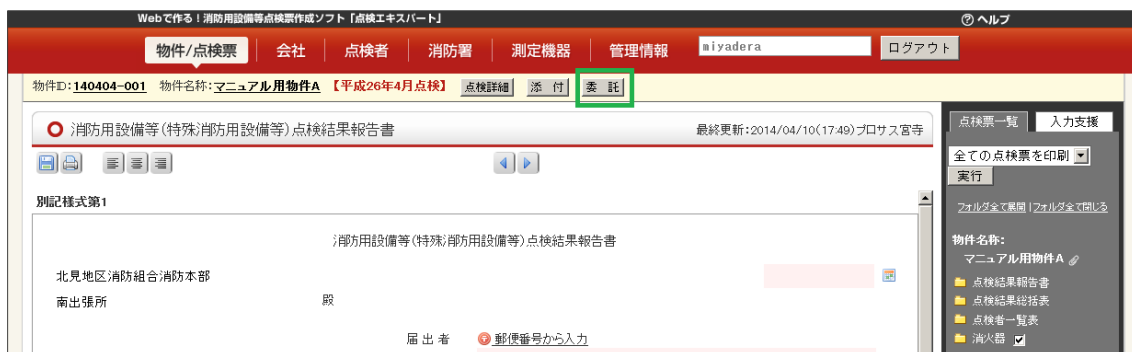 Webで作る！消防用設備等点検票作成ソフト「点検エキスパート」 ? ヘルプ
物件/点検票 会社 点検者 消防署 測定機器 管理情報 miyadera ログアウト
物件ID:140404-001 物件名称:マニュアル用物件A 【平成26年4月点検】 点検詳細 添 付 委 託
消防用設備等(特殊消防用設備等)点検結果報告書 最終更新:2014/04/10(17:49)プロサス宮寺
点検票一覧 入力支援
全ての点検票を印刷
実行
フォルダ全て展開|フォルダ全て閉じる
別記様式第1
消防用設備等(特殊消防用設備等)点検結果報告書
北見地区消防組合消防本部
南出張所 殿
届 出 者 ? 郵便番号から入力
物件名称:
マニュアル用物件A
点検結果報告書
点検結果総括表
点検者一覧表
消火器